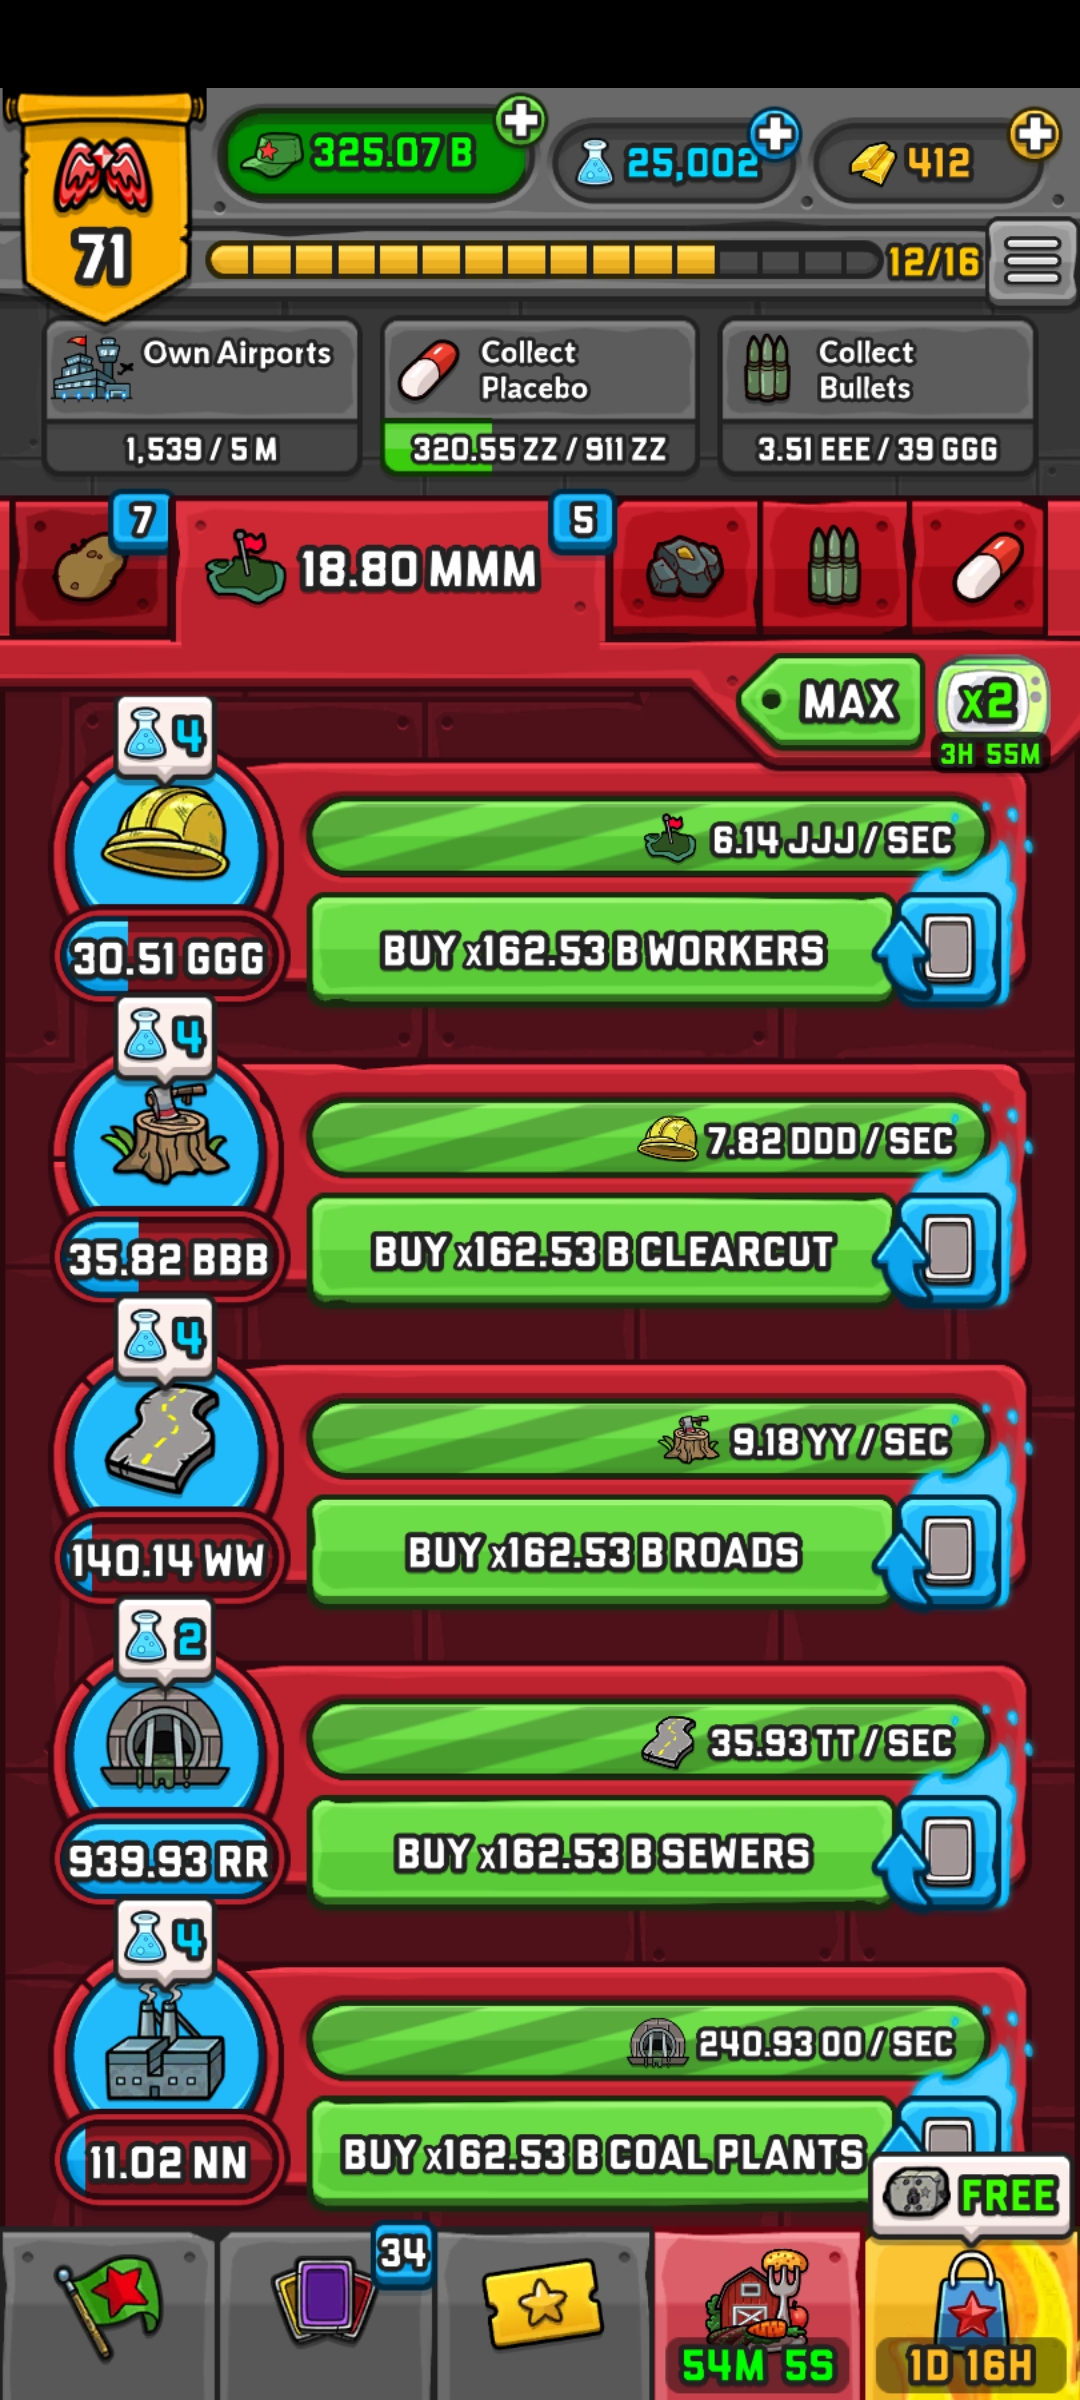 325.07 B
25,002
412
71
12/16
Own Airports
1,539 / 5 M
Collect
Placebo
320.55 ZZ / 911 ZZ
Collect
Bullets
3.51 EEE / 39 GGG
7
18.80 MMM
5
MAX
x2
3H 55M
4
6.14 JJJ / SEC
30.51 GGG
BUY x162.53 B WORKERS
4
7.82 DDD / SEC
35.82 BBB
BUY x162.53 B CLEARCUT
4
9.18 YY / SEC
140.14 WW
BUY x162.53 B ROADS
2
35.93 TT / SEC
939.93 RR
BUY x162.53 B SEWERS
4
240.93 OO / SEC
11.02 NN
BUY x162.53 B COAL PLANTS
FREE
34
54M 5S
1D 16H